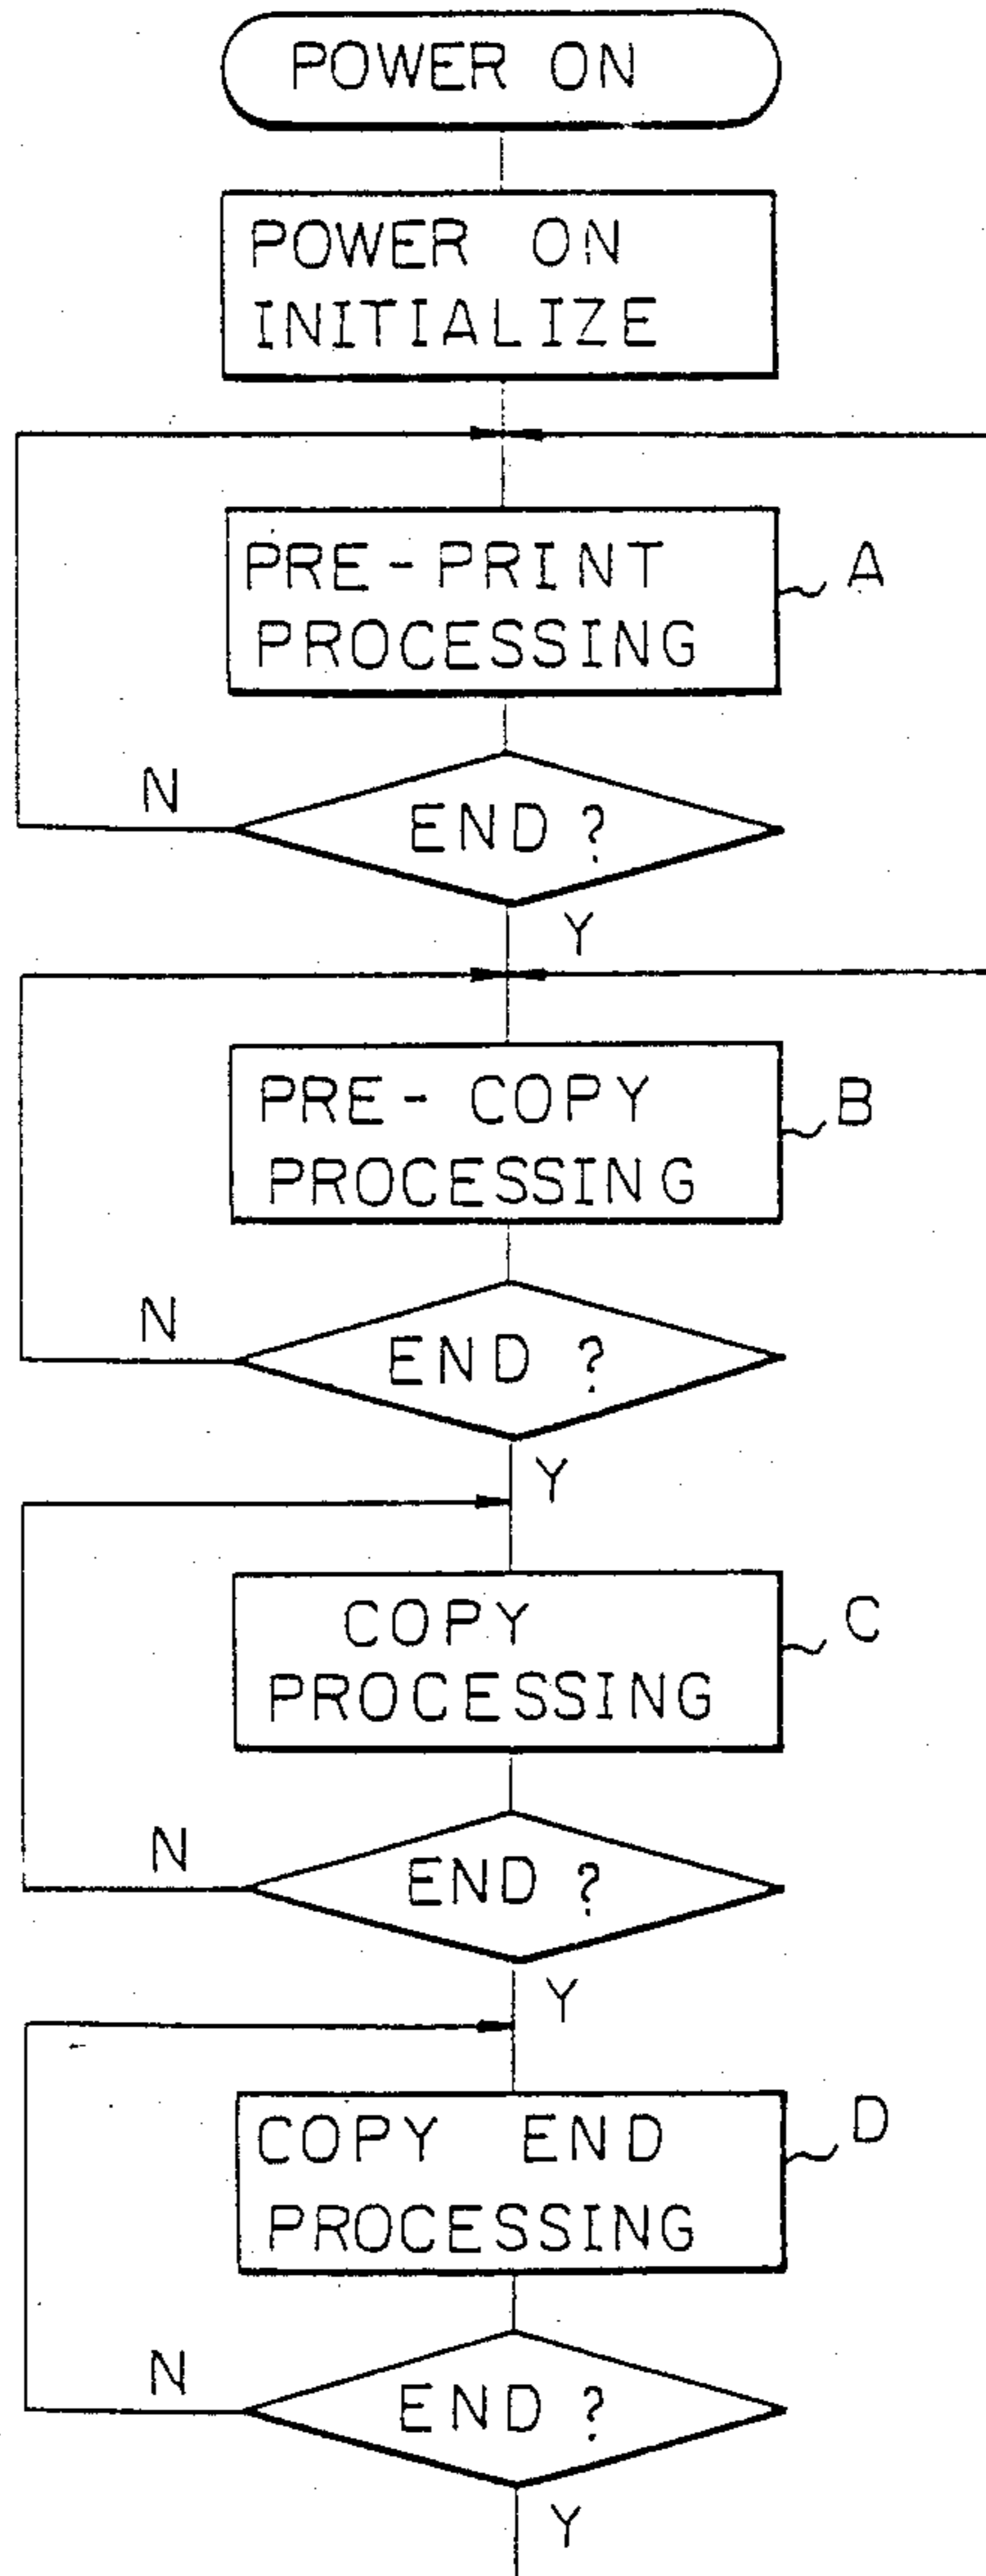 POWER ON
POWER ON
INITIALIZE
PRE-PRINT
PROCESSING
A
N
END ?
Y
PRE- COPY
PROCESSING
B
N
END ?
Y
COPY
PROCESSING
C
N
END ?
Y
COPY END
PROCESSING
D
N
END ?
Y